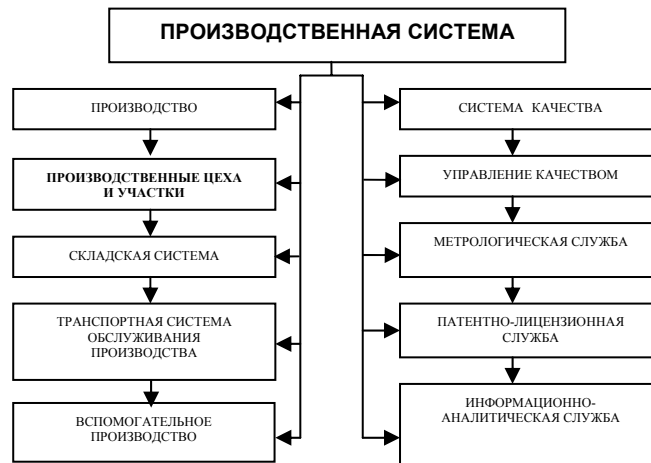 ПРОИЗВОДСТВЕННАЯ СИСТЕМА
ПРОИЗВОДСТВО
ПРОИЗВОДСТВЕННЫЕ ЦЕХА
И УЧАСТКИ
СКЛАДСКАЯ СИСТЕМА
ТРАНСПОРТНАЯ СИСТЕМА
ОБСЛУЖИВАНИЯ
ПРОИЗВОДСТВА
ВСПОМОГАТЕЛЬНОЕ
ПРОИЗВОДСТВО
СИСТЕМА КАЧЕСТВА
УПРАВЛЕНИЕ КАЧЕСТВОМ
МЕТРОЛОГИЧЕСКАЯ СЛУЖБА
ПАТЕНТНО-ЛИЦЕНЗИОННАЯ
СЛУЖБА
ИНФОРМАЦИОННО-
АНАЛИТИЧЕСКАЯ СЛУЖБА